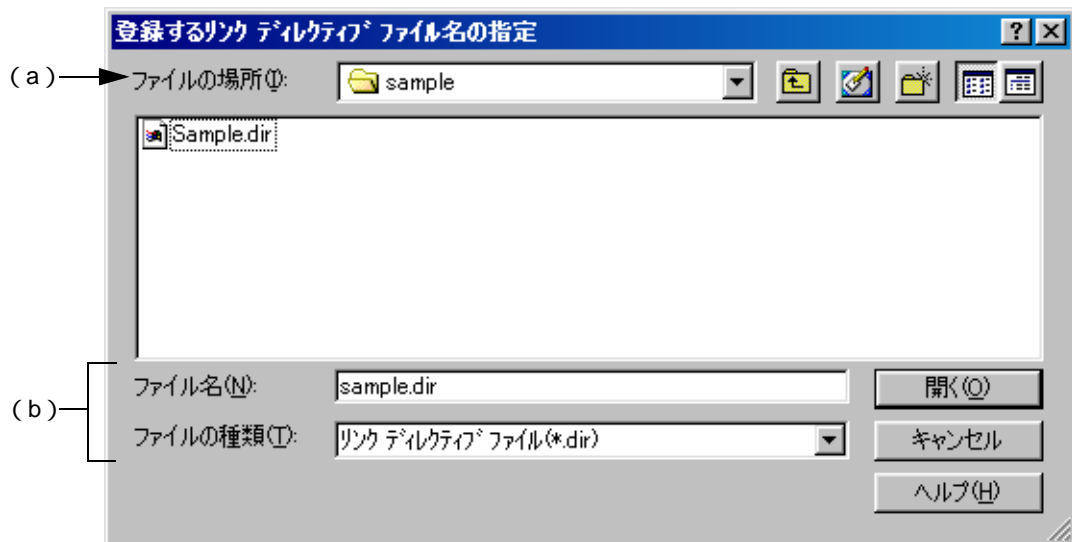 登録するﾘﾝｸ ﾃﾞｨﾚｸﾃｨﾌﾞ ﾌｧｲﾙ名の指定
(a)
ファイルの場所(I):
sample
Sample.dir
(b)
ファイル名(N):
sample.dir
開く(O)
ファイルの種類(T):
ﾘﾝｸ ﾃﾞｨﾚｸﾃｨﾌﾞ ﾌｧｲﾙ(*.dir)
キャンセル
ヘルプ(H)